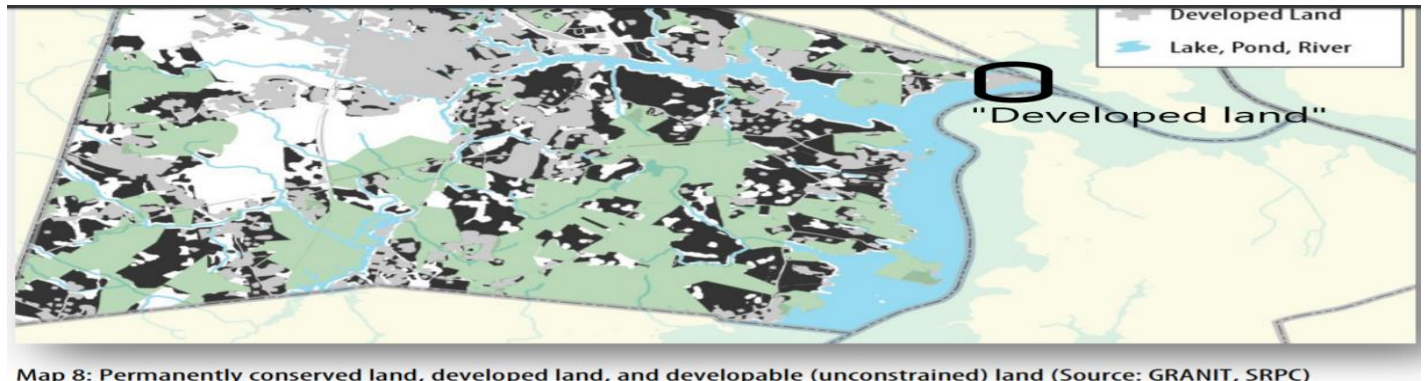 Developed Land
Lake, Pond, River
"Developed land"
Map 8: Permanently conserved land, developed land, and developable (unconstrained) land (Source: GRANIT, SRPC)